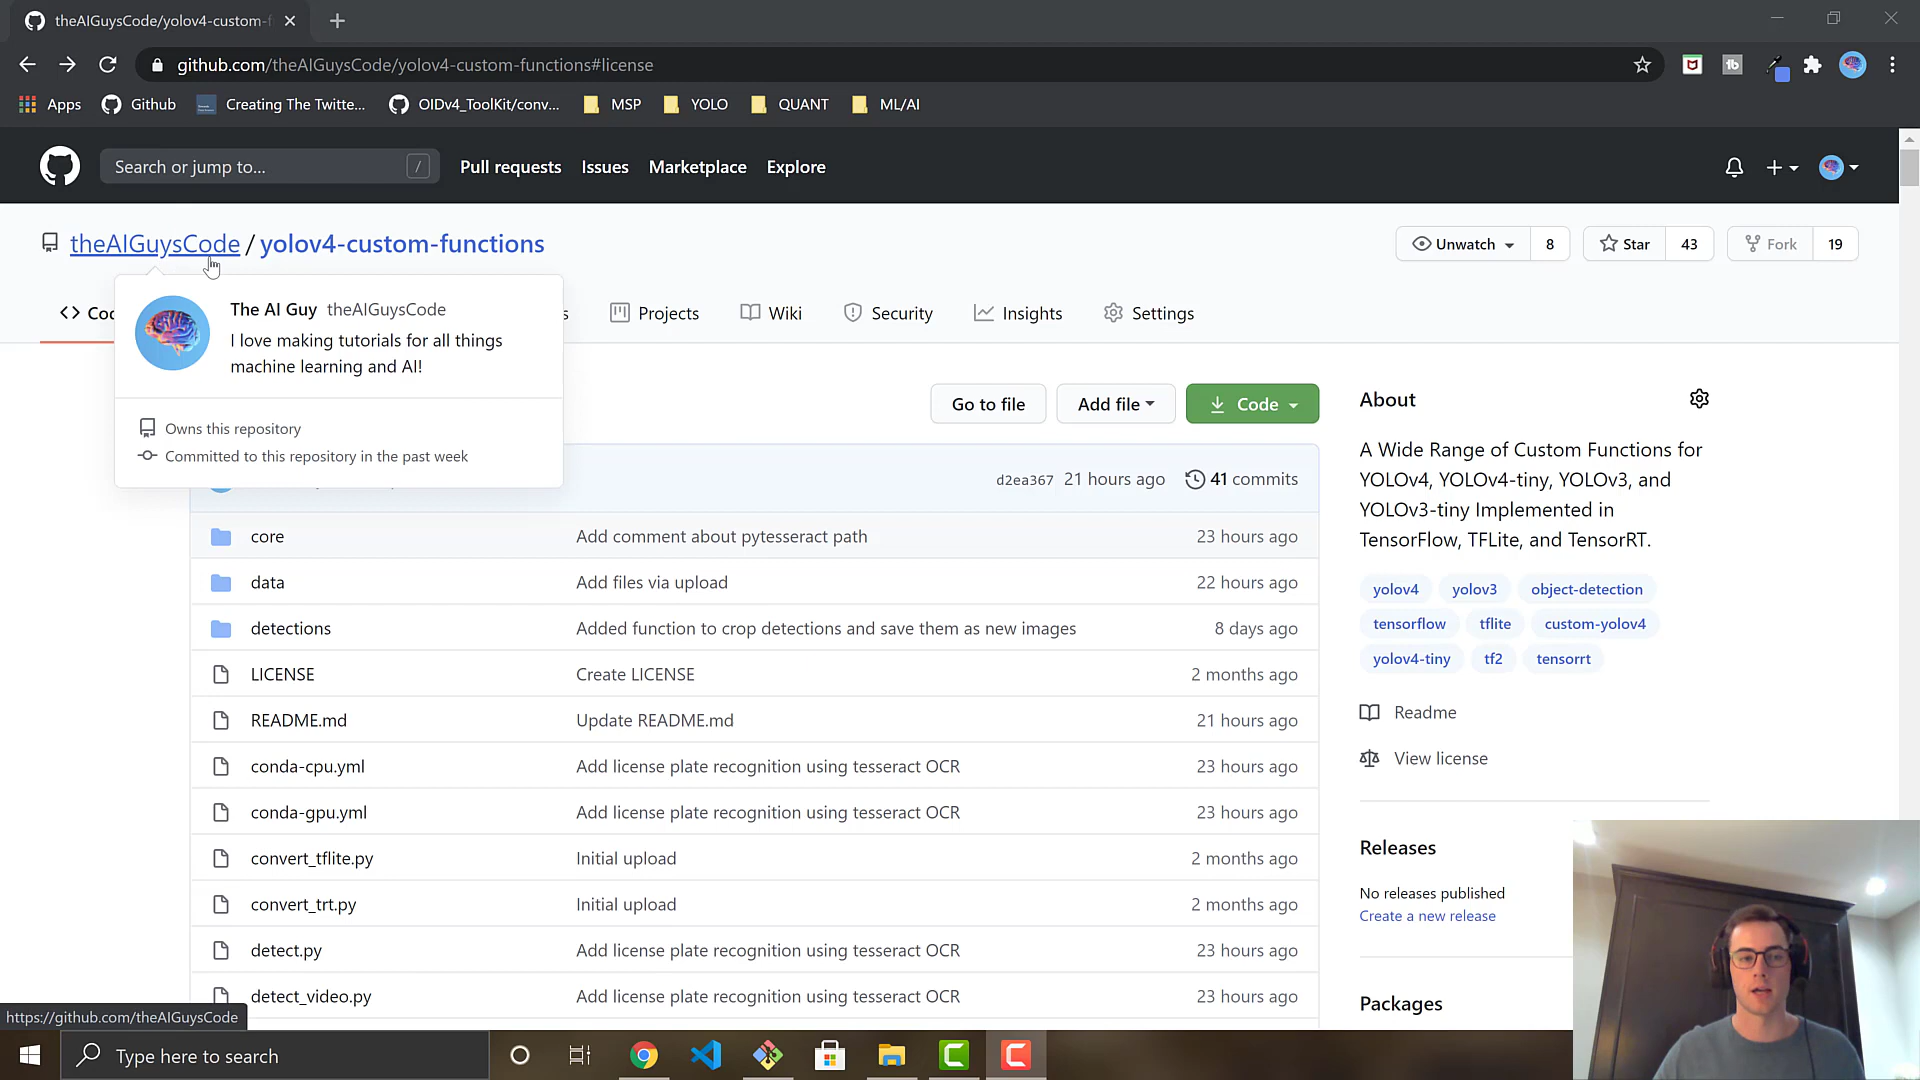 theAIGuysCode/yolov4-custom-f
github.com/theAIGuysCode/yolov4-custom-functions#license
Apps Github Creating The Twitte... OIDv4_ToolKit/conv... MSP YOLO QUANT ML/AI
Search or jump to... / Pull requests Issues Marketplace Explore
theAIGuysCode / yolov4-custom-functions
Unwatch 8 Star 43 Fork 19
The AI Guy theAIGuysCode
I love making tutorials for all things
machine learning and AI!
Owns this repository
Committed to this repository in the past week
Projects Wiki Security Insights Settings
Go to file Add file Code
d2ea367 21 hours ago 41 commits
core Add comment about pytesseract path 23 hours ago
data Add files via upload 22 hours ago
detections Added function to crop detections and save them as new images 8 days ago
LICENSE Create LICENSE 2 months ago
README.md Update README.md 21 hours ago
conda-cpu.yml Add license plate recognition using tesseract OCR 23 hours ago
conda-gpu.yml Add license plate recognition using tesseract OCR 23 hours ago
convert_tflite.py Initial upload 2 months ago
convert_trt.py Initial upload 2 months ago
detect.py Add license plate recognition using tesseract OCR 23 hours ago
detect_video.py Add license plate recognition using tesseract OCR 23 hours ago
About
A Wide Range of Custom Functions for
YOLOv4, YOLOv4-tiny, YOLOv3, and
YOLOv3-tiny Implemented in
TensorFlow, TFLite, and TensorRT.
yolov4 yolov3 object-detection
tensorflow tflite custom-yolov4
yolov4-tiny tf2 tensorrt
Readme
View license
Releases
No releases published
Create a new release
Packages
https://github.com/theAIGuysCode
Type here to search